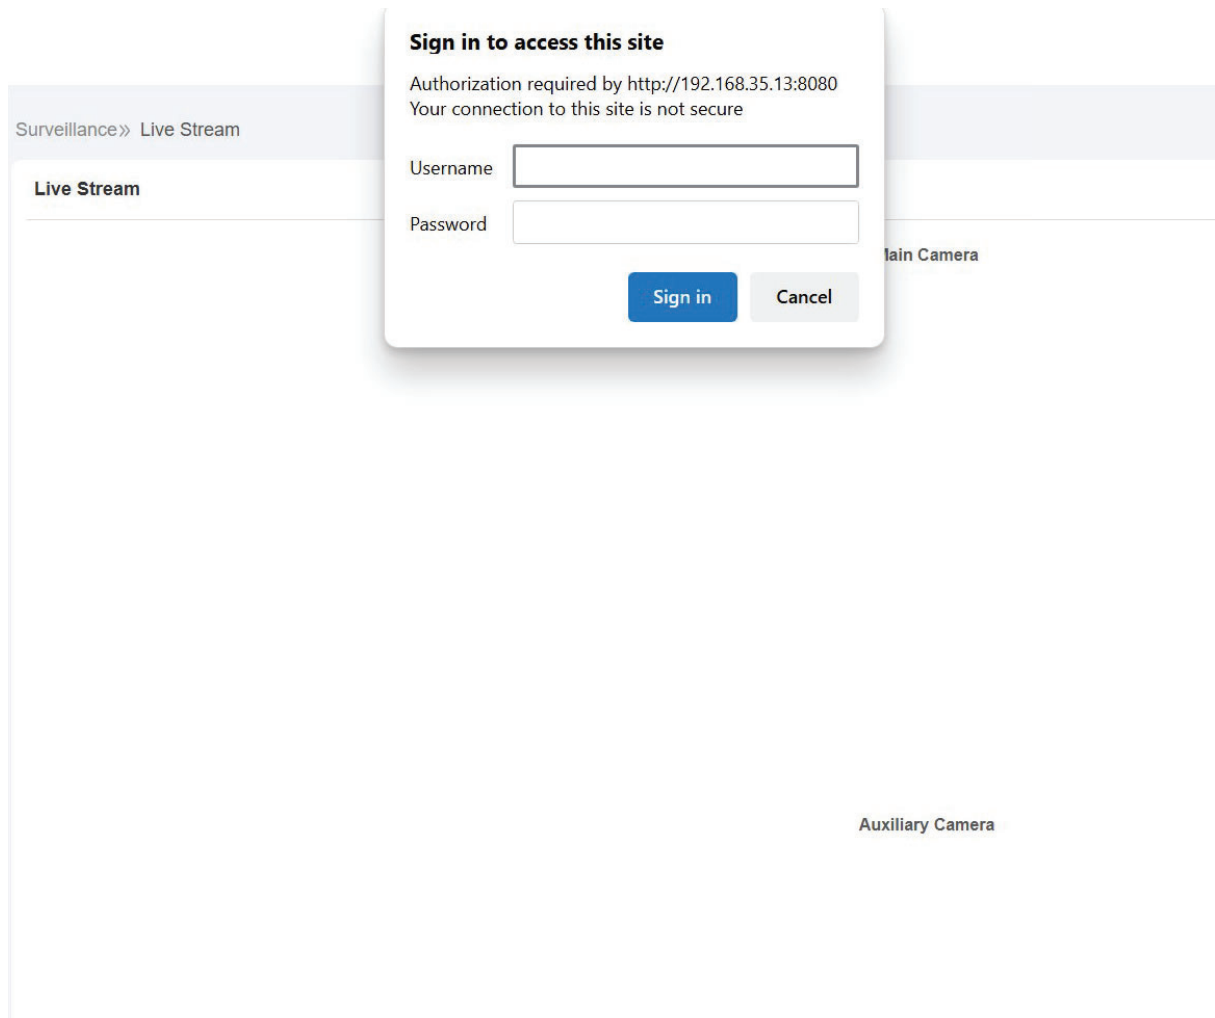 Sign in to access this site
Authorization required by http://192.168.35.13:8080
Your connection to this site is not secure
Username
Password
Sign in Cancel
Surveillance» Live Stream
Live Stream
Camera
Auxiliary Camera